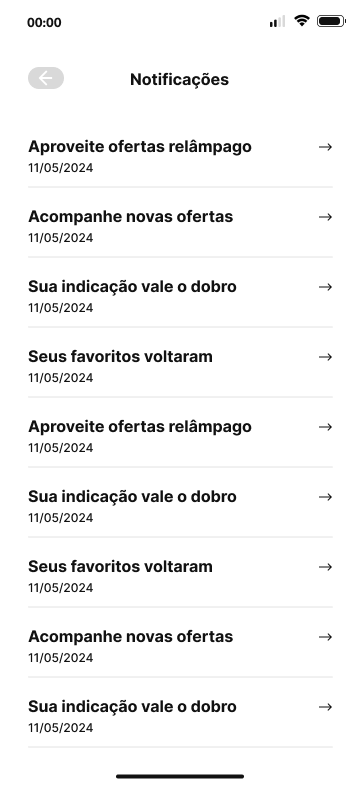 00:00
Notificações
Aproveite ofertas relâmpago
11/05/2024
Acompanhe novas ofertas
11/05/2024
Sua indicação vale o dobro
11/05/2024
Seus favoritos voltaram
11/05/2024
Aproveite ofertas relâmpago
11/05/2024
Sua indicação vale o dobro
11/05/2024
Seus favoritos voltaram
11/05/2024
Acompanhe novas ofertas
11/05/2024
Sua indicação vale o dobro
11/05/2024